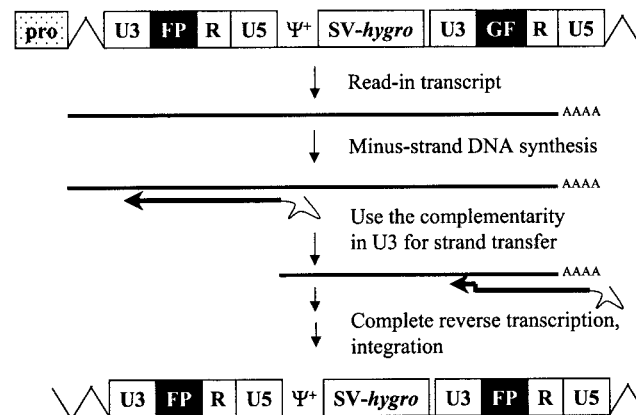 pro U3 FP R U5 Ψ⁺ SV-hygro U3 GF R U5
Read-in transcript
AAAA
Minus-strand DNA synthesis
AAAA
Use the complementarity
in U3 for strand transfer
AAAA
Complete reverse transcription,
integration
U3 FP R U5 Ψ⁺ SV-hygro U3 FP R U5